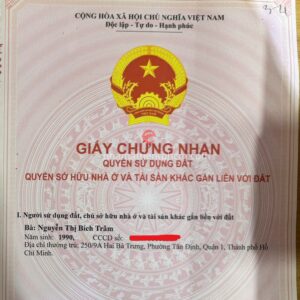 CỘNG HÒA XÃ HỘI CHỦ NGHĨA VIỆT NAM
Độc lập - Tự do - Hạnh phúc
GIẤY CHỨNG NHẬN
QUYỀN SỬ DỤNG ĐẤT
QUYỀN SỞ HỮU NHÀ Ở VÀ TÀI SẢN KHÁC GẮN LIỀN VỚI ĐẤT
I. Người sử dụng đất, chủ sở hữu nhà ở và tài sản khác gắn liền với đất
Bà: Nguyễn Thị Bích Trâm
Năm sinh: 1990, CCCD số:
Địa chỉ thường trú: 250/9A Hai Bà Trưng, Phường Tân Định, Quận 1, Thành phố Hồ
Chí Minh.